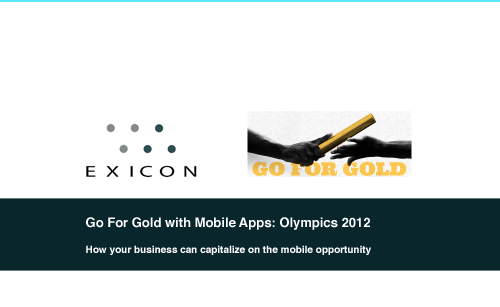 EXICON
GO FOR GOLD
Go For Gold with Mobile Apps: Olympics 2012
How your business can capitalize on the mobile opportunity